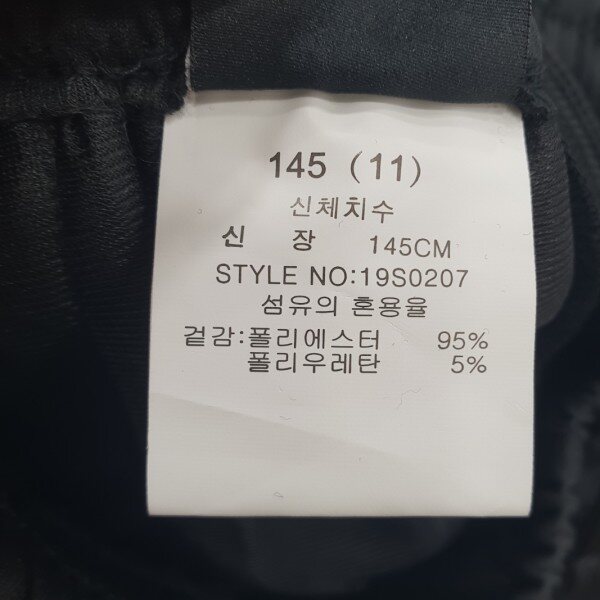 145 (11)
신체치수
신 장 145CM
STYLE NO:19S0207
섬유의 혼용율
겉감:폴리에스터 95%
폴리우레탄 5%